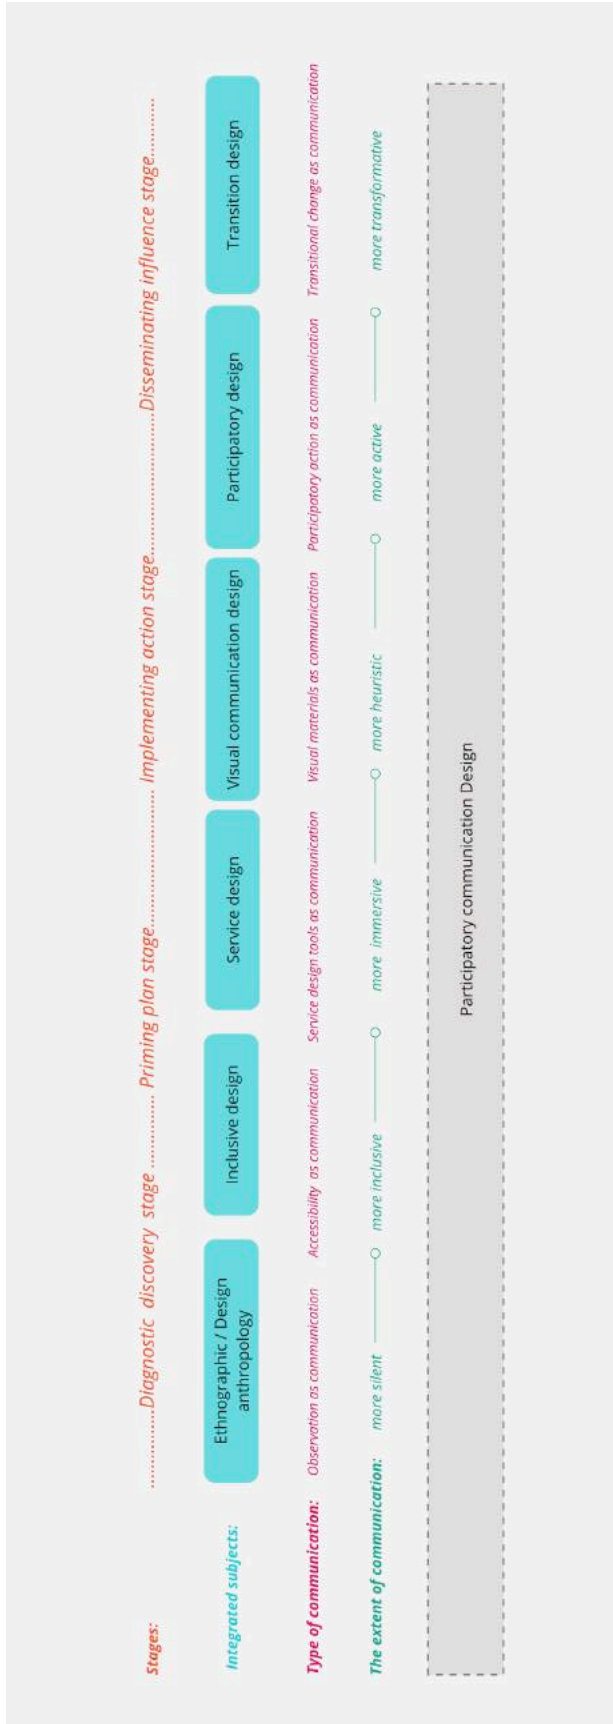 Stages:
................Diagnostic discovery stage .............. Priming plan stage.......................... Implementing action stage..........................Disseminating influence stage............
Integrated subjects:
Ethnographic / Design
anthropology
Inclusive design
Service design
Visual communication design
Participatory design
Transition design
Type of communication:
Observation as communication
Accessibility as communication
Service design tools as communication
Visual materials as communication
Participatory action as communication
Transitional change as communication
The extent of communication:
more silent
more inclusive
more immersive
more heuristic
more active
more transformative
Participatory communication Design